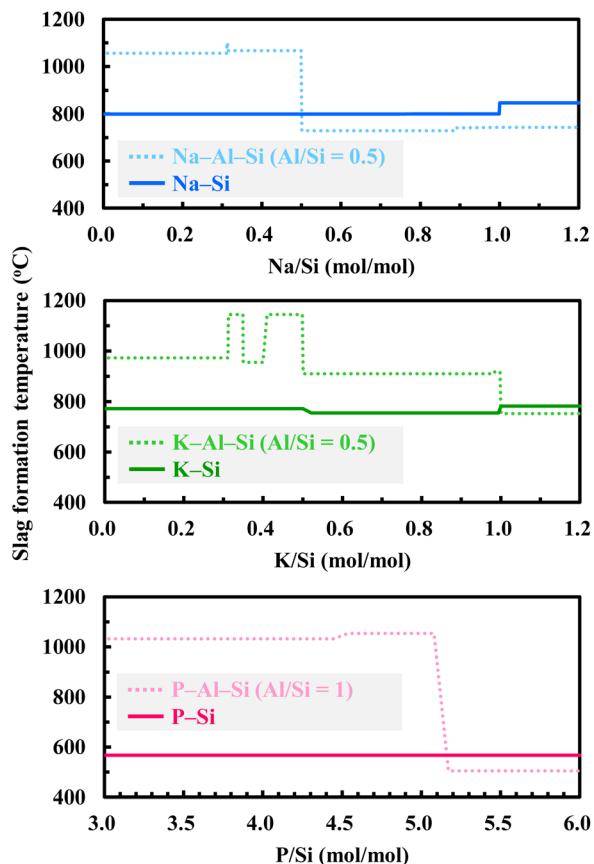 Slag formation temperature (°C)
1200
1000
800
600
400
Na–Al–Si (Al/Si = 0.5)
Na–Si
0.0 0.2 0.4 0.6 0.8 1.0 1.2
Na/Si (mol/mol)
1200
1000
800
600
400
K–Al–Si (Al/Si = 0.5)
K–Si
0.0 0.2 0.4 0.6 0.8 1.0 1.2
K/Si (mol/mol)
1200
1000
800
600
400
P–Al–Si (Al/Si = 1)
P–Si
3.0 3.5 4.0 4.5 5.0 5.5 6.0
P/Si (mol/mol)